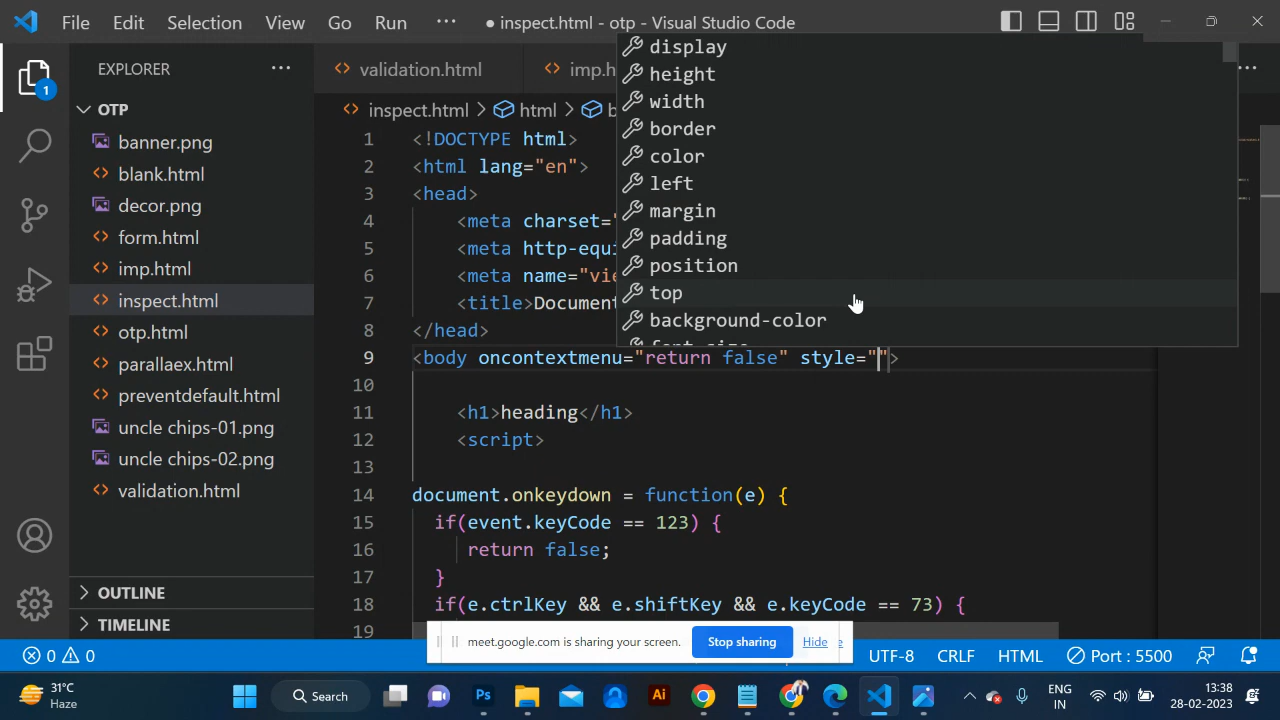 File Edit Selection View Go Run ··· ● inspect.html - otp - Visual Studio Code
EXPLORER ···
1
OTP
banner.png
blank.html
decor.png
form.html
imp.html
inspect.html
otp.html
parallaex.html
preventdefault.html
uncle chips-01.png
uncle chips-02.png
validation.html
OUTLINE
TIMELINE
validation.html imp.h ···
inspect.html > html > b
1 <!DOCTYPE html>
2 <html lang="en">
3 <head>
4 <meta charset="
5 <meta http-equi
6 <meta name="vie
7 <title>Document
8 </head>
9 <body oncontextmenu="return false" style="">
10
11 <h1>heading</h1>
12 <script>
13
14 document.onkeydown = function(e) {
15 if(event.keyCode == 123) {
16 return false;
17 }
18 if(e.ctrlKey && e.shiftKey && e.keyCode == 73) {
19
display
height
width
border
color
left
margin
padding
position
top
background-color
font-size
meet.google.com is sharing your screen. Stop sharing Hide
0 0 UTF-8 CRLF HTML Port : 5500
31°C
Haze
Search
ENG
IN
13:38
28-02-2023